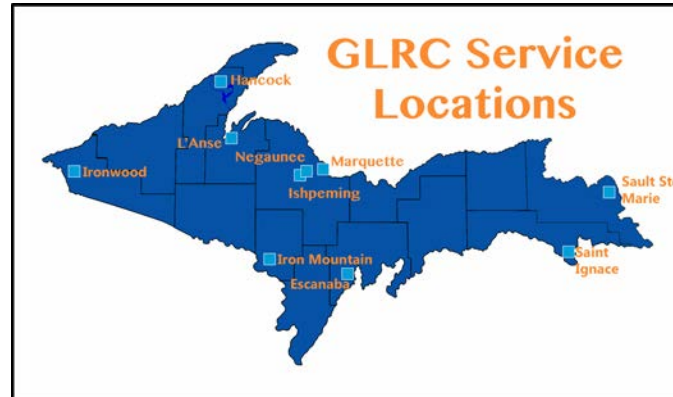 GLRC Service
Locations
Hancock
L'Anse
Negaunee
Marquette
Ironwood
Ishpeming
Sault Ste
Marie
Iron Mountain
Saint
Ignace
Escanaba